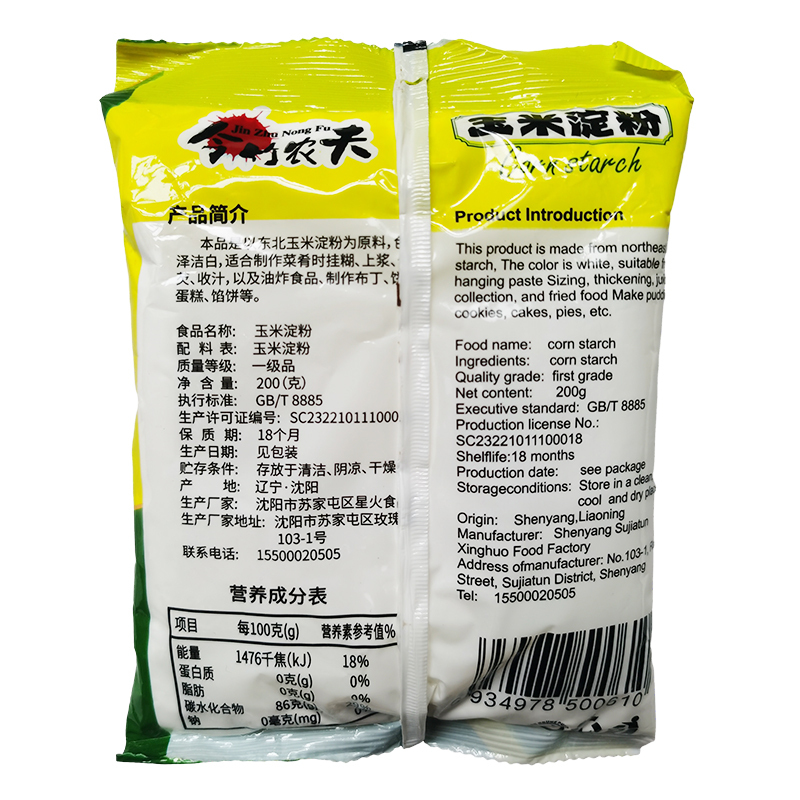 Jin Zhu Nong Fu
今竹农夫
产品简介
本品是以东北玉米淀粉为原料，
泽洁白，适合制作菜肴时挂糊、上浆、
芡、收汁，以及油炸食品、制作布丁、
蛋糕、馅饼等。
食品名称： 玉米淀粉
配 料 表： 玉米淀粉
质量等级： 一级品
净 含 量： 200(克)
执行标准： GB/T 8885
生产许可证编号： SC232210111000
保 质 期： 18个月
生产日期： 见包装
贮存条件： 存放于清洁、阴凉、干燥
产 地： 辽宁·沈阳
生产厂家： 沈阳市苏家屯区星火食
生产厂家地址： 沈阳市苏家屯区玫瑰
103-1号
联系电话： 15500020505
营养成分表
项目 每100克(g) 营养素参考值%
能量 1476千焦(kJ) 18%
蛋白质 0克(g) 0%
脂肪 0克(g) 0%
碳水化合物 86克(g)
钠 0毫克(mg)
玉米淀粉
Corn starch
Product Introduction
This product is made from northeas
starch, The color is white, suitable
hanging paste Sizing, thickening,
collection, and fried food Make pudd
cookies, cakes, pies, etc.
Food name: corn starch
Ingredients: corn starch
Quality grade: first grade
Net content: 200g
Executive standard: GB/T 8885
Production license No.:
SC23221011100018
Shelflife:18 months
Production date: see package
Storageconditions: Store in a clean,
cool and dry pla
Origin: Shenyang,Liaoning
Manufacturer: Shenyang Sujiatun
Xinghuo Food Factory
Address ofmanufacturer: No.103-1,
Street, Sujiatun District, Shenyang
Tel: 15500020505
934978 500610